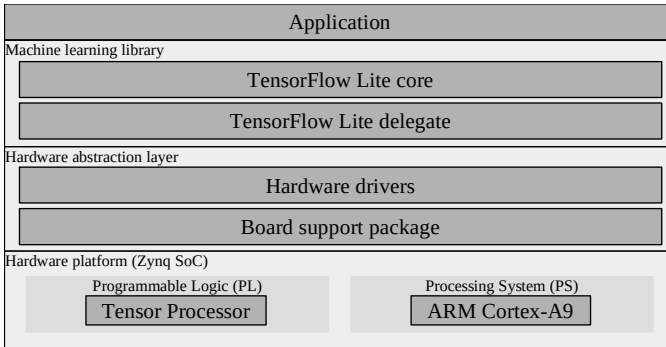 Application
Machine learning library
TensorFlow Lite core
TensorFlow Lite delegate
Hardware abstraction layer
Hardware drivers
Board support package
Hardware platform (Zynq SoC)
Programmable Logic (PL)
Tensor Processor
Processing System (PS)
ARM Cortex-A9